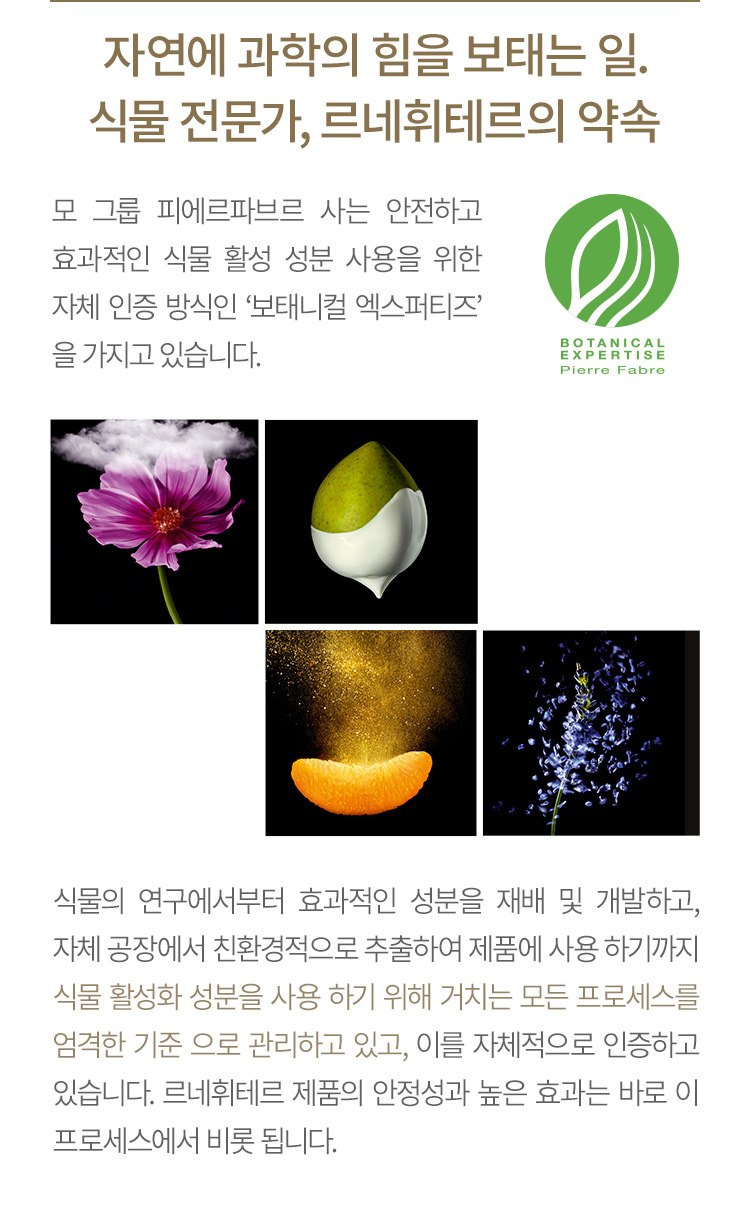 자연에 과학의 힘을 보태는 일.
식물 전문가, 르네휘테르의 약속
모 그룹 피에르파브르 사는 안전하고
효과적인 식물 활성 성분 사용을 위한
자체 인증 방식인 ‘보태니컬 엑스퍼티즈’
을 가지고 있습니다.
BOTANICAL
EXPERTISE
Pierre Fabre
식물의 연구에서부터 효과적인 성분을 재배 및 개발하고,
자체 공장에서 친환경적으로 추출하여 제품에 사용 하기까지
식물 활성화 성분을 사용 하기 위해 거치는 모든 프로세스를
엄격한 기준 으로 관리하고 있고, 이를 자체적으로 인증하고
있습니다. 르네휘테르 제품의 안정성과 높은 효과는 바로 이
프로세스에서 비롯 됩니다.